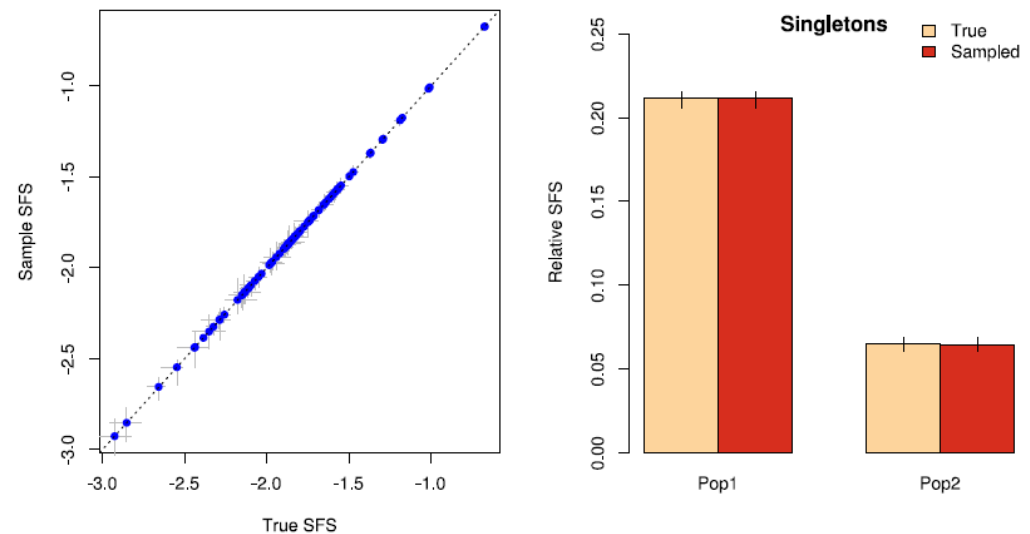 Sample SFS
-1.0
-1.5
-2.0
-2.5
-3.0
-3.0 -2.5 -2.0 -1.5 -1.0
True SFS
Singletons
True
Sampled
Relative SFS
0.25
0.20
0.15
0.10
0.05
0.00
Pop1 Pop2